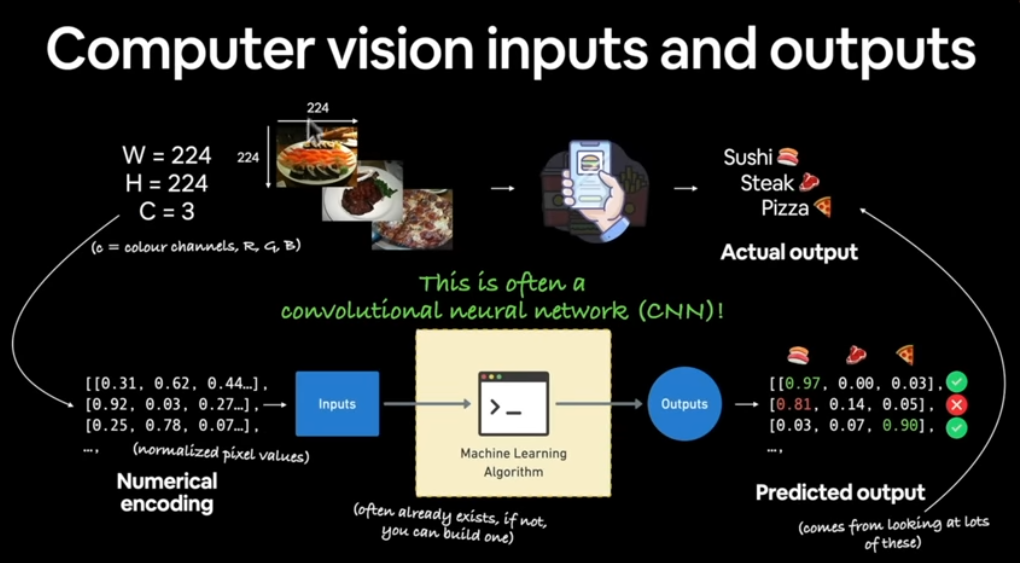 Computer vision inputs and outputs
224
224
W = 224
H = 224
C = 3
(c = colour channels, R, G, B)
Sushi 🍣
Steak 🥩
Pizza 🍕
Actual output
This is often a
convolutional neural network (CNN)!
[[0.31, 0.62, 0.44…],
[0.92, 0.03, 0.27…],
[0.25, 0.78, 0.07…],
…,
(normalized pixel values)
Numerical
encoding
Inputs
Machine Learning
Algorithm
(often already exists, if not,
you can build one)
Outputs
🍣 🥩 🍕
[[0.97, 0.00, 0.03],
[0.81, 0.14, 0.05],
[0.03, 0.07, 0.90],
…,
Predicted output
(comes from looking at lots
of these)